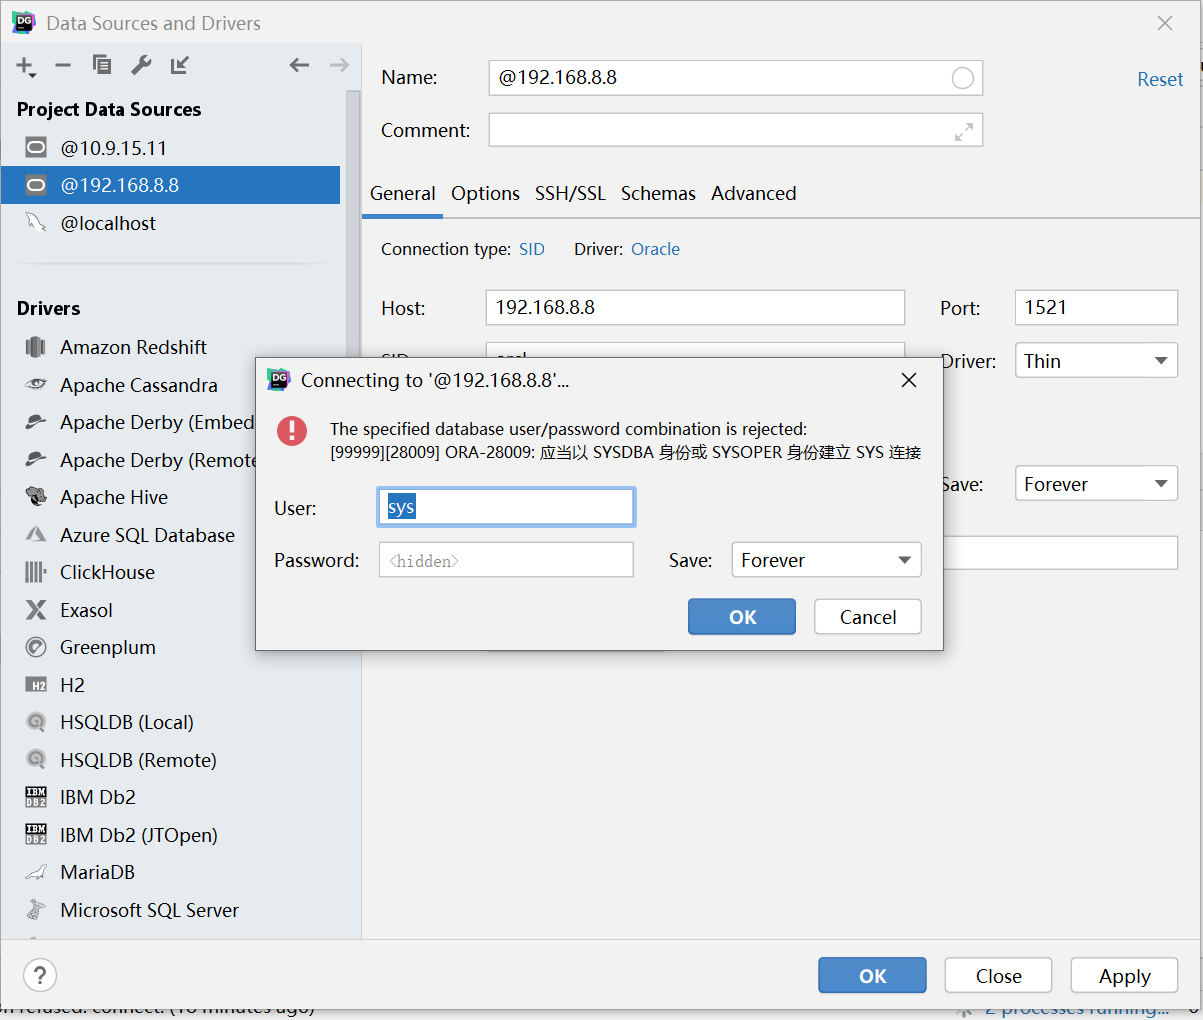 Data Sources and Drivers
Project Data Sources
@10.9.15.11
@192.168.8.8
@localhost
Drivers
Amazon Redshift
Apache Cassandra
Apache Derby (Embed
Apache Derby (Remote
Apache Hive
Azure SQL Database
ClickHouse
Exasol
Greenplum
H2
HSQLDB (Local)
HSQLDB (Remote)
IBM Db2
IBM Db2 (JTOpen)
MariaDB
Microsoft SQL Server
Name: @192.168.8.8
Reset
Comment:
General Options SSH/SSL Schemas Advanced
Connection type: SID Driver: Oracle
Host: 192.168.8.8 Port: 1521
Driver: Thin
Save: Forever
Connecting to '@192.168.8.8'...
The specified database user/password combination is rejected:
[99999][28009] ORA-28009: 应当以 SYSDBA 身份或 SYSOPER 身份建立 SYS 连接
User: sys
Password: <hidden> Save: Forever
OK Cancel
? OK Close Apply
refused: connect. (16 minutes ago) 2 processes running...